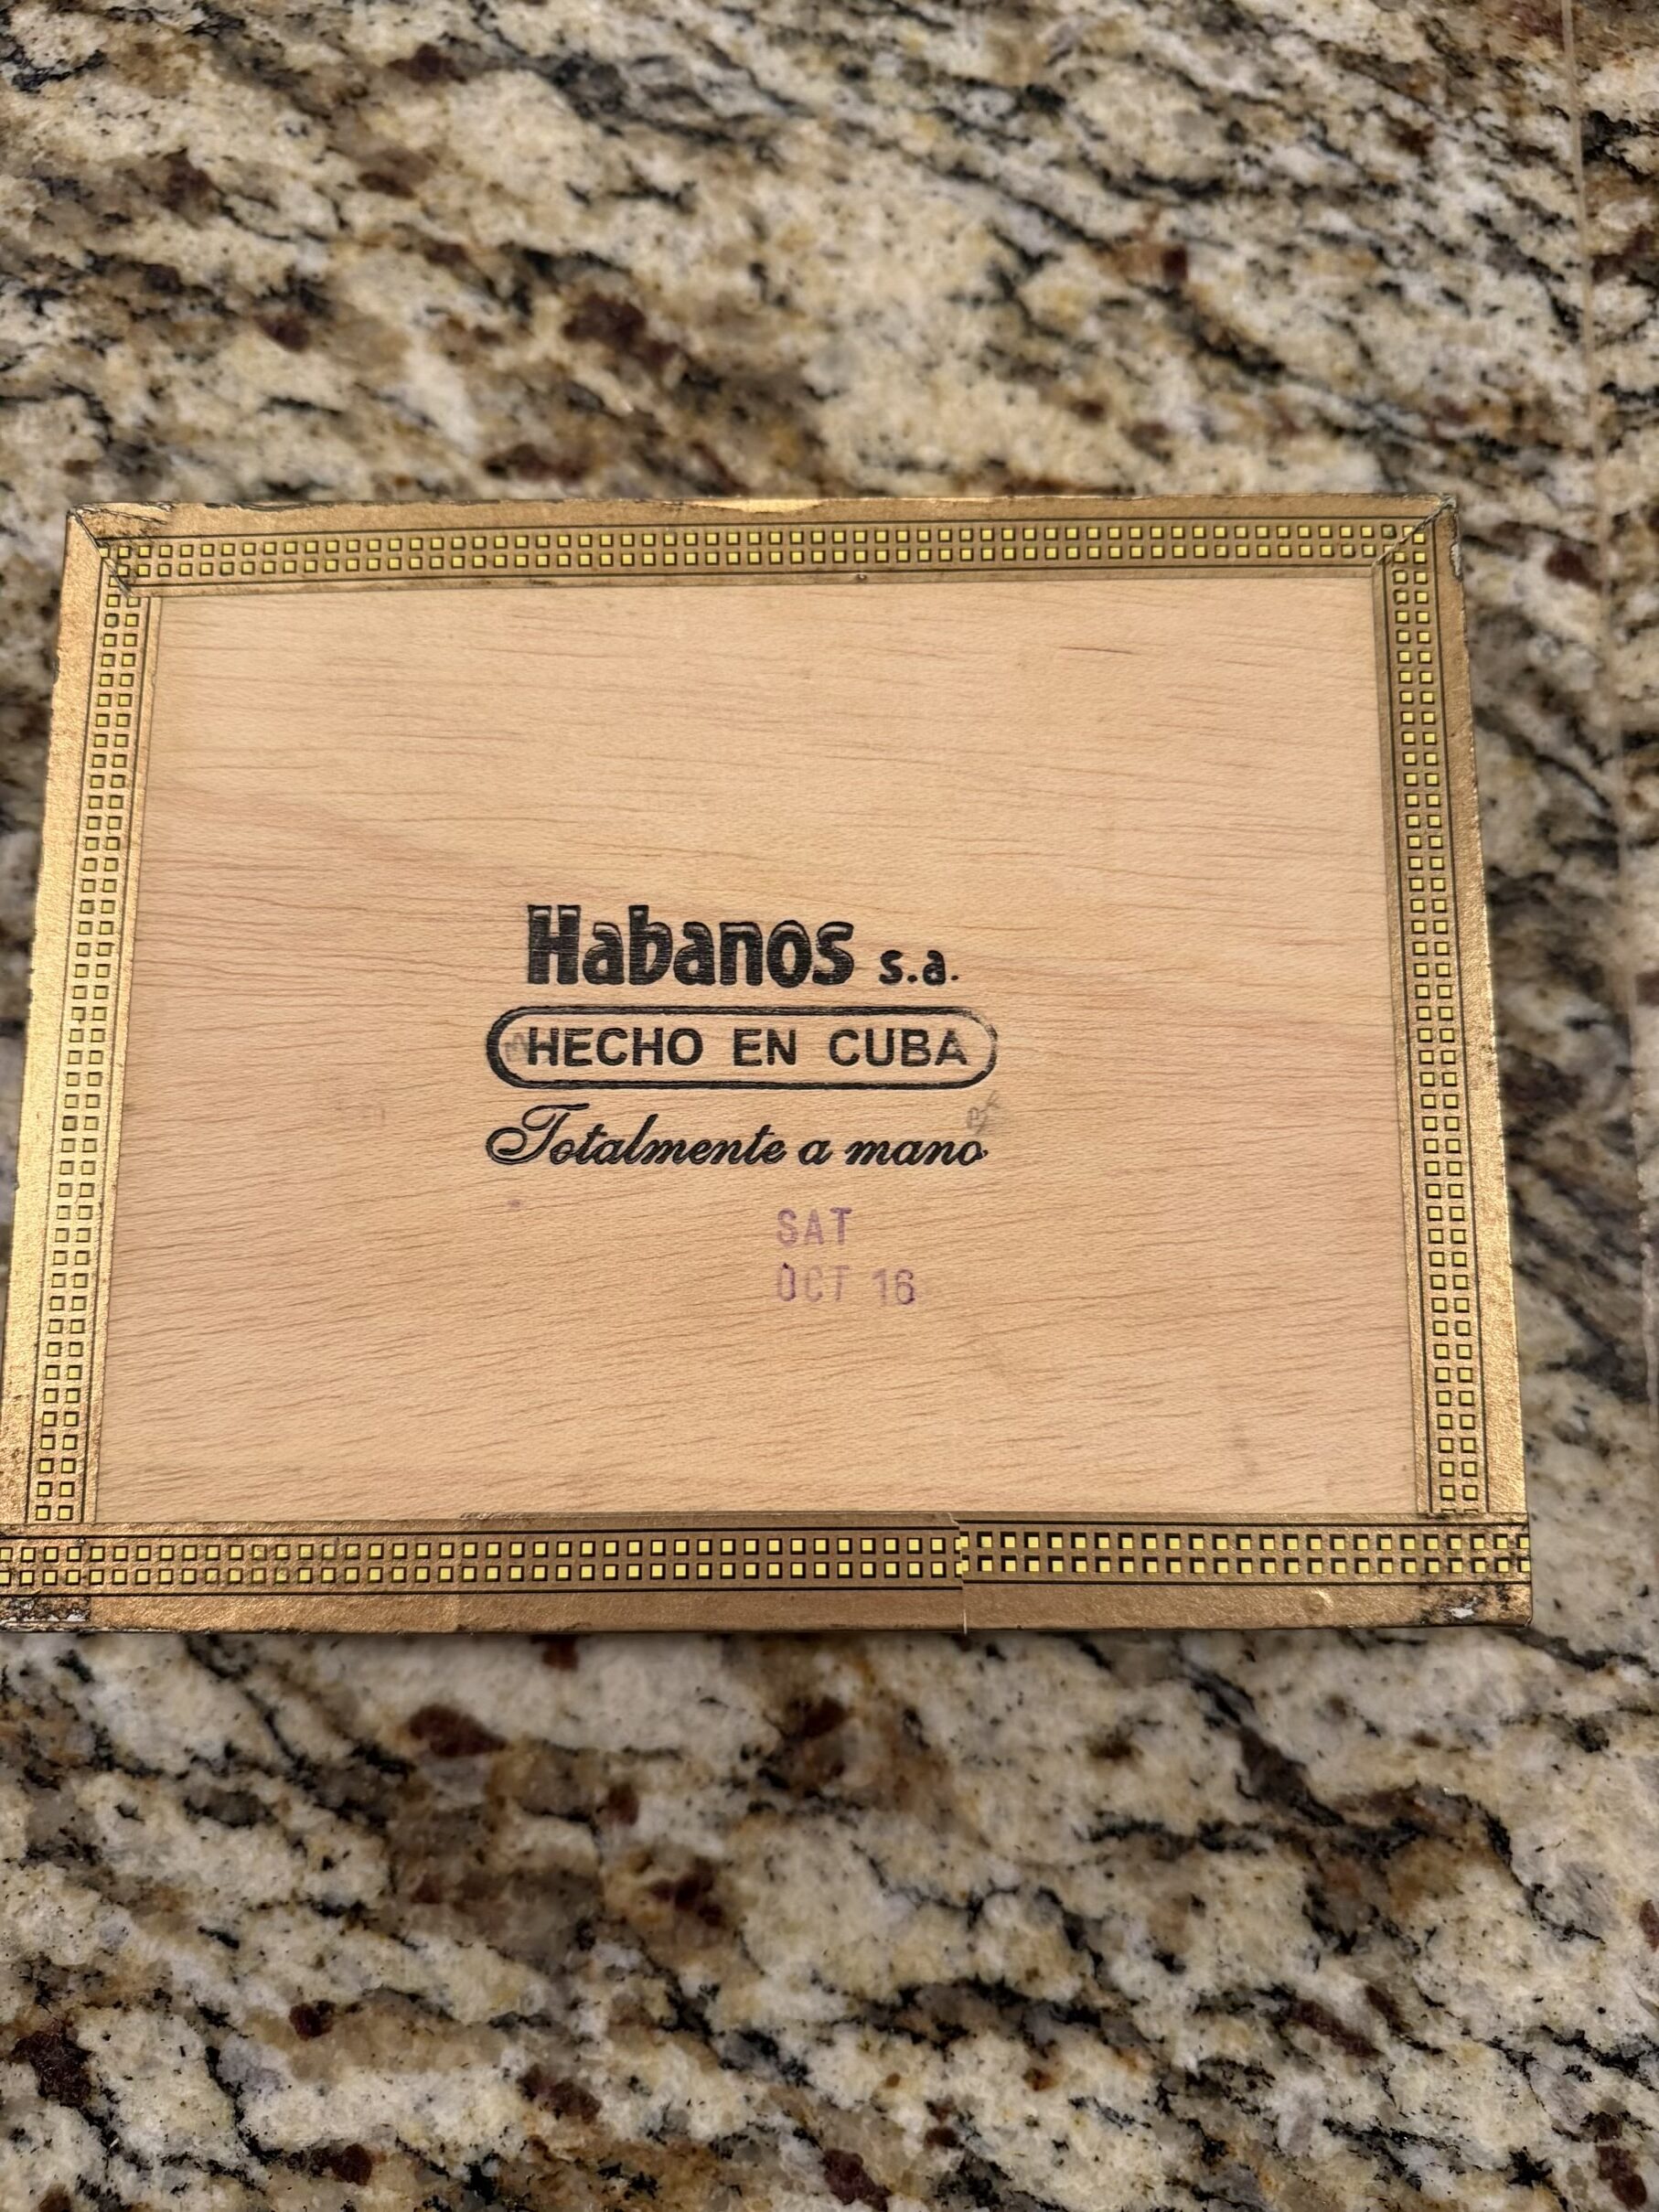 Habanos s.a.
HECHO EN CUBA
Totalmente a mano
SAT
OCT 16